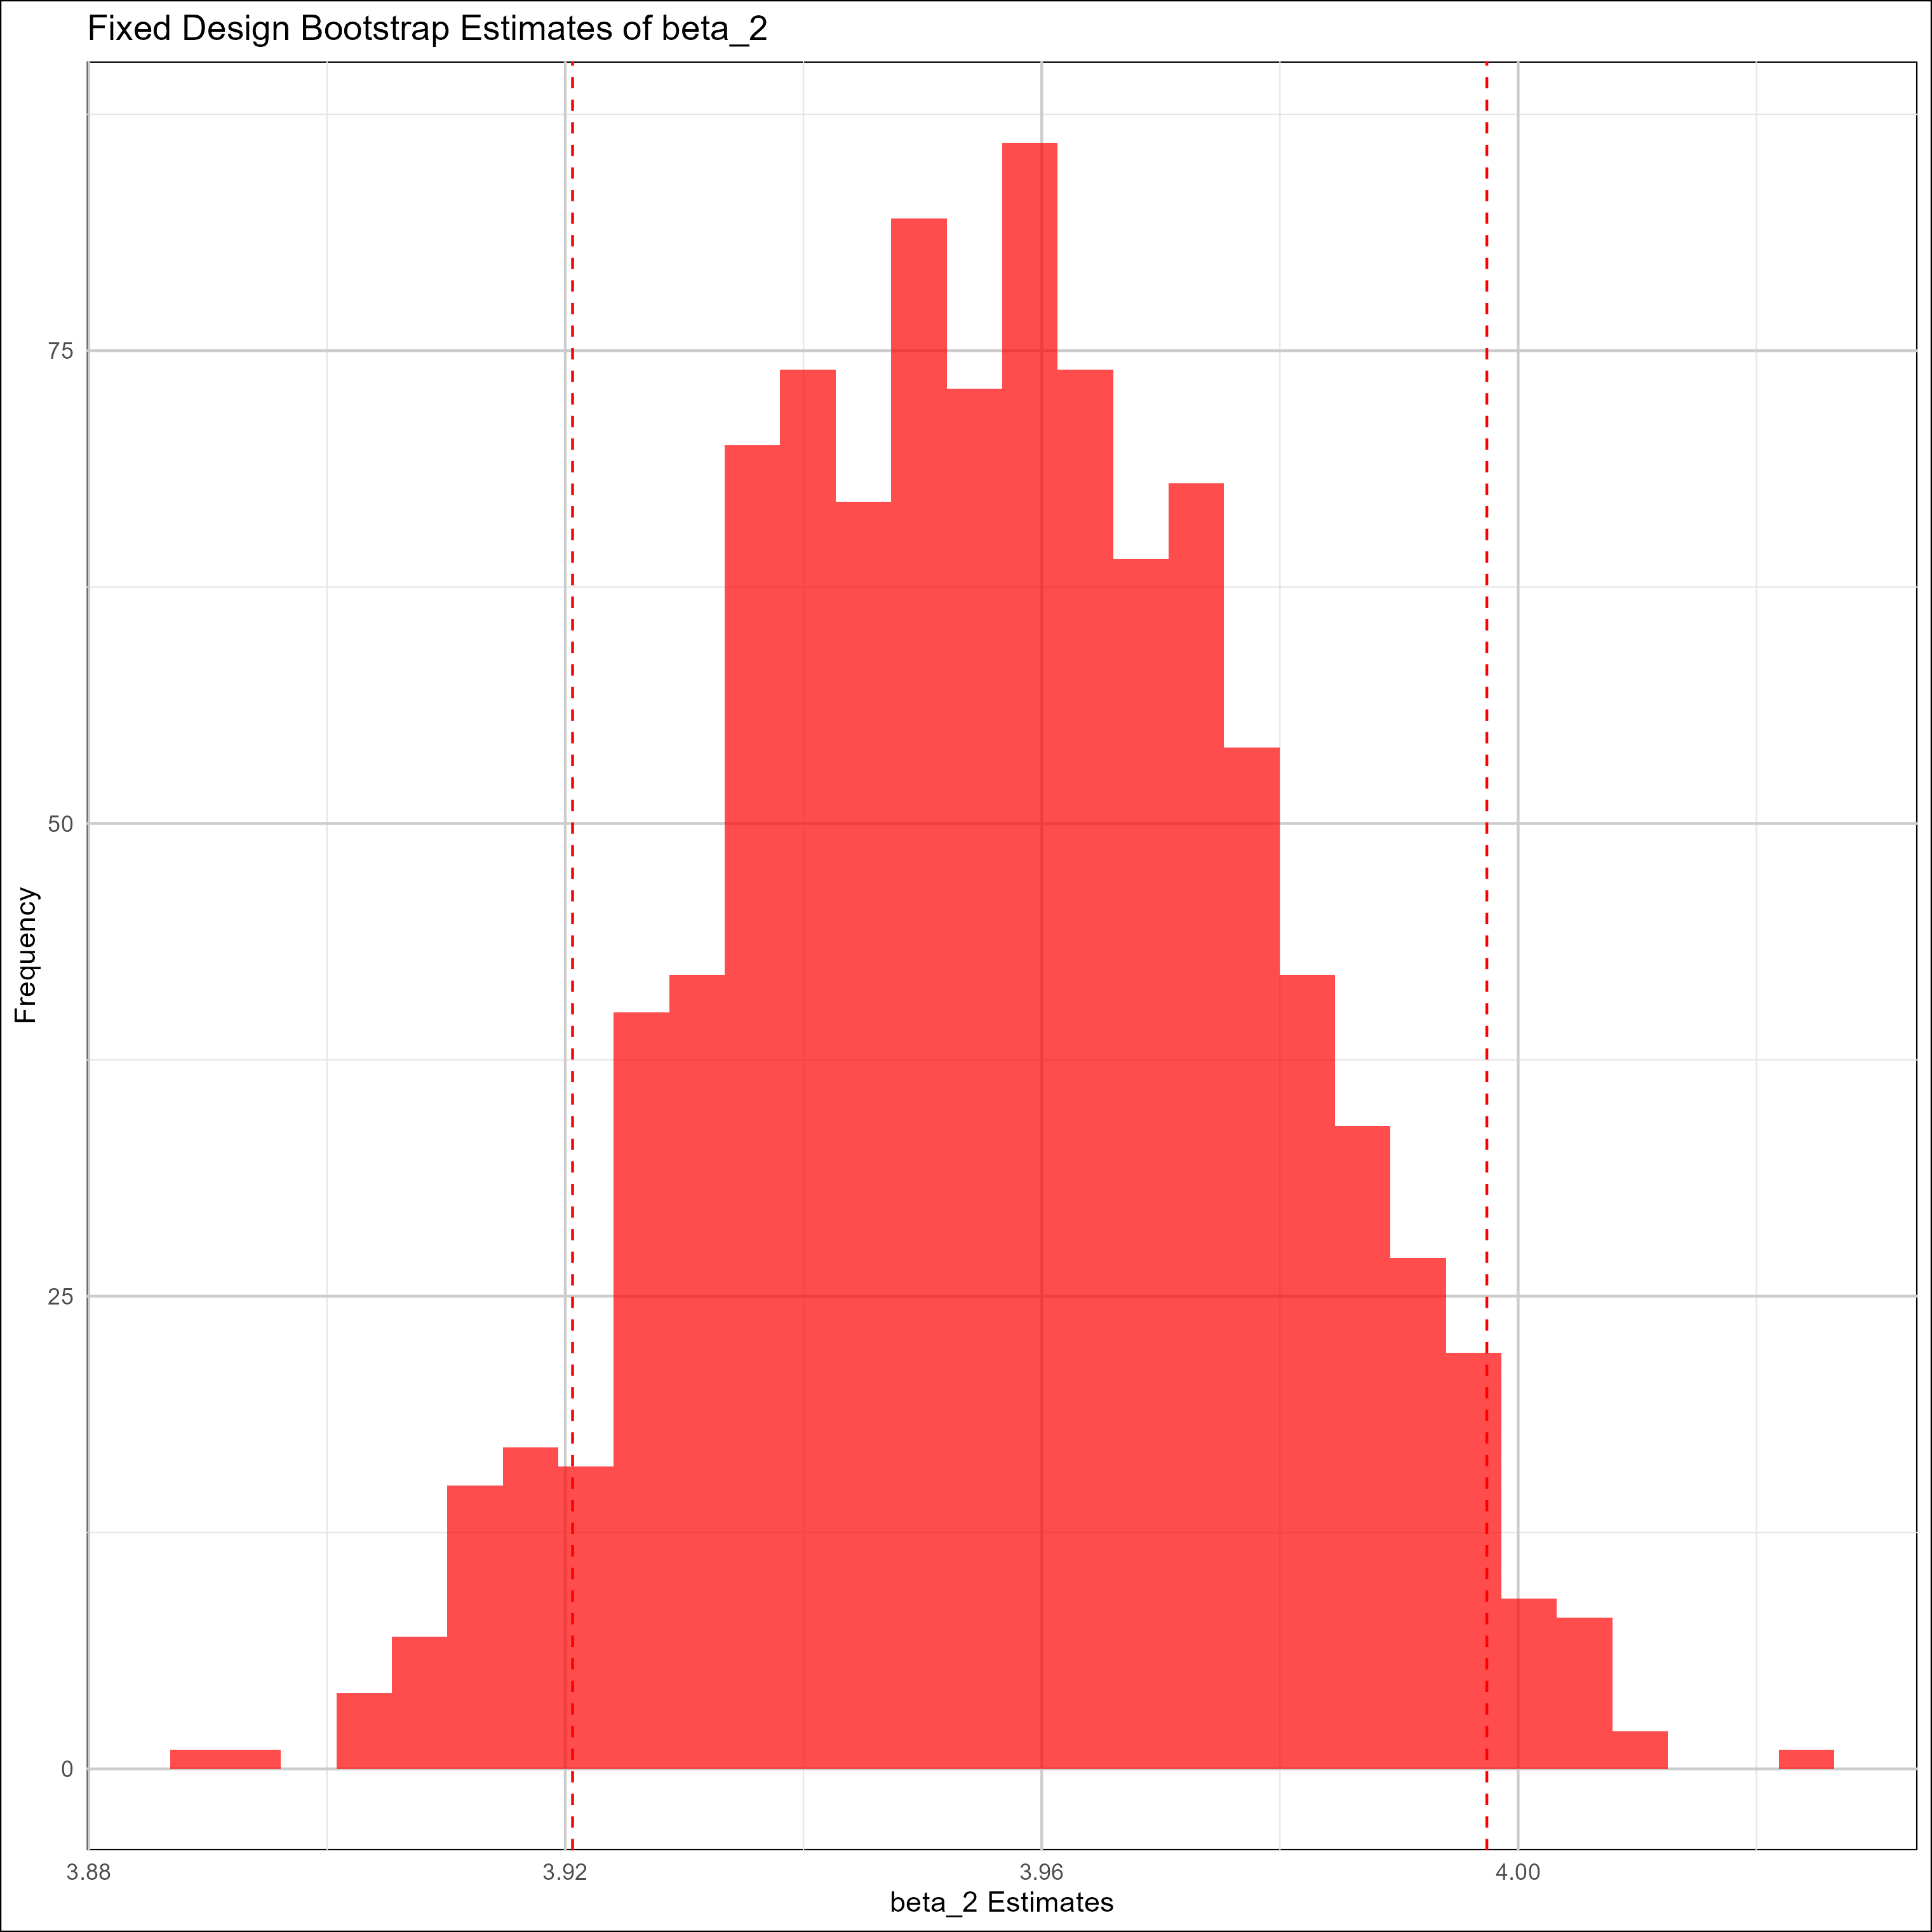 Fixed Design Bootstrap Estimates of beta_2
75
50
25
0
Frequency
3.88 3.92 3.96 4.00
beta_2 Estimates